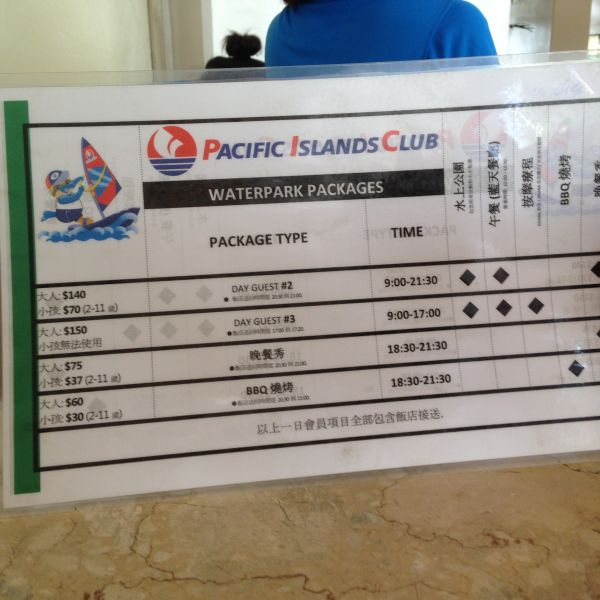 PACIFIC ISLANDS CLUB
WATERPARK PACKAGES
PACKAGE TYPE
TIME
水上公園
午餐 (藍天餐廳)
按摩療程
BBQ 燒烤
晚餐秀
大人: $140
小孩: $70 (2-11 歲)
DAY GUEST #2
9:00-21:30
大人: $150
小孩無法使用
DAY GUEST #3
9:00-17:00
大人: $75
小孩: $37 (2-11 歲)
晚餐秀
18:30-21:30
大人: $60
小孩: $30 (2-11 歲)
BBQ 燒烤
18:30-21:30
以上一日會員項目全部包含飯店接送.